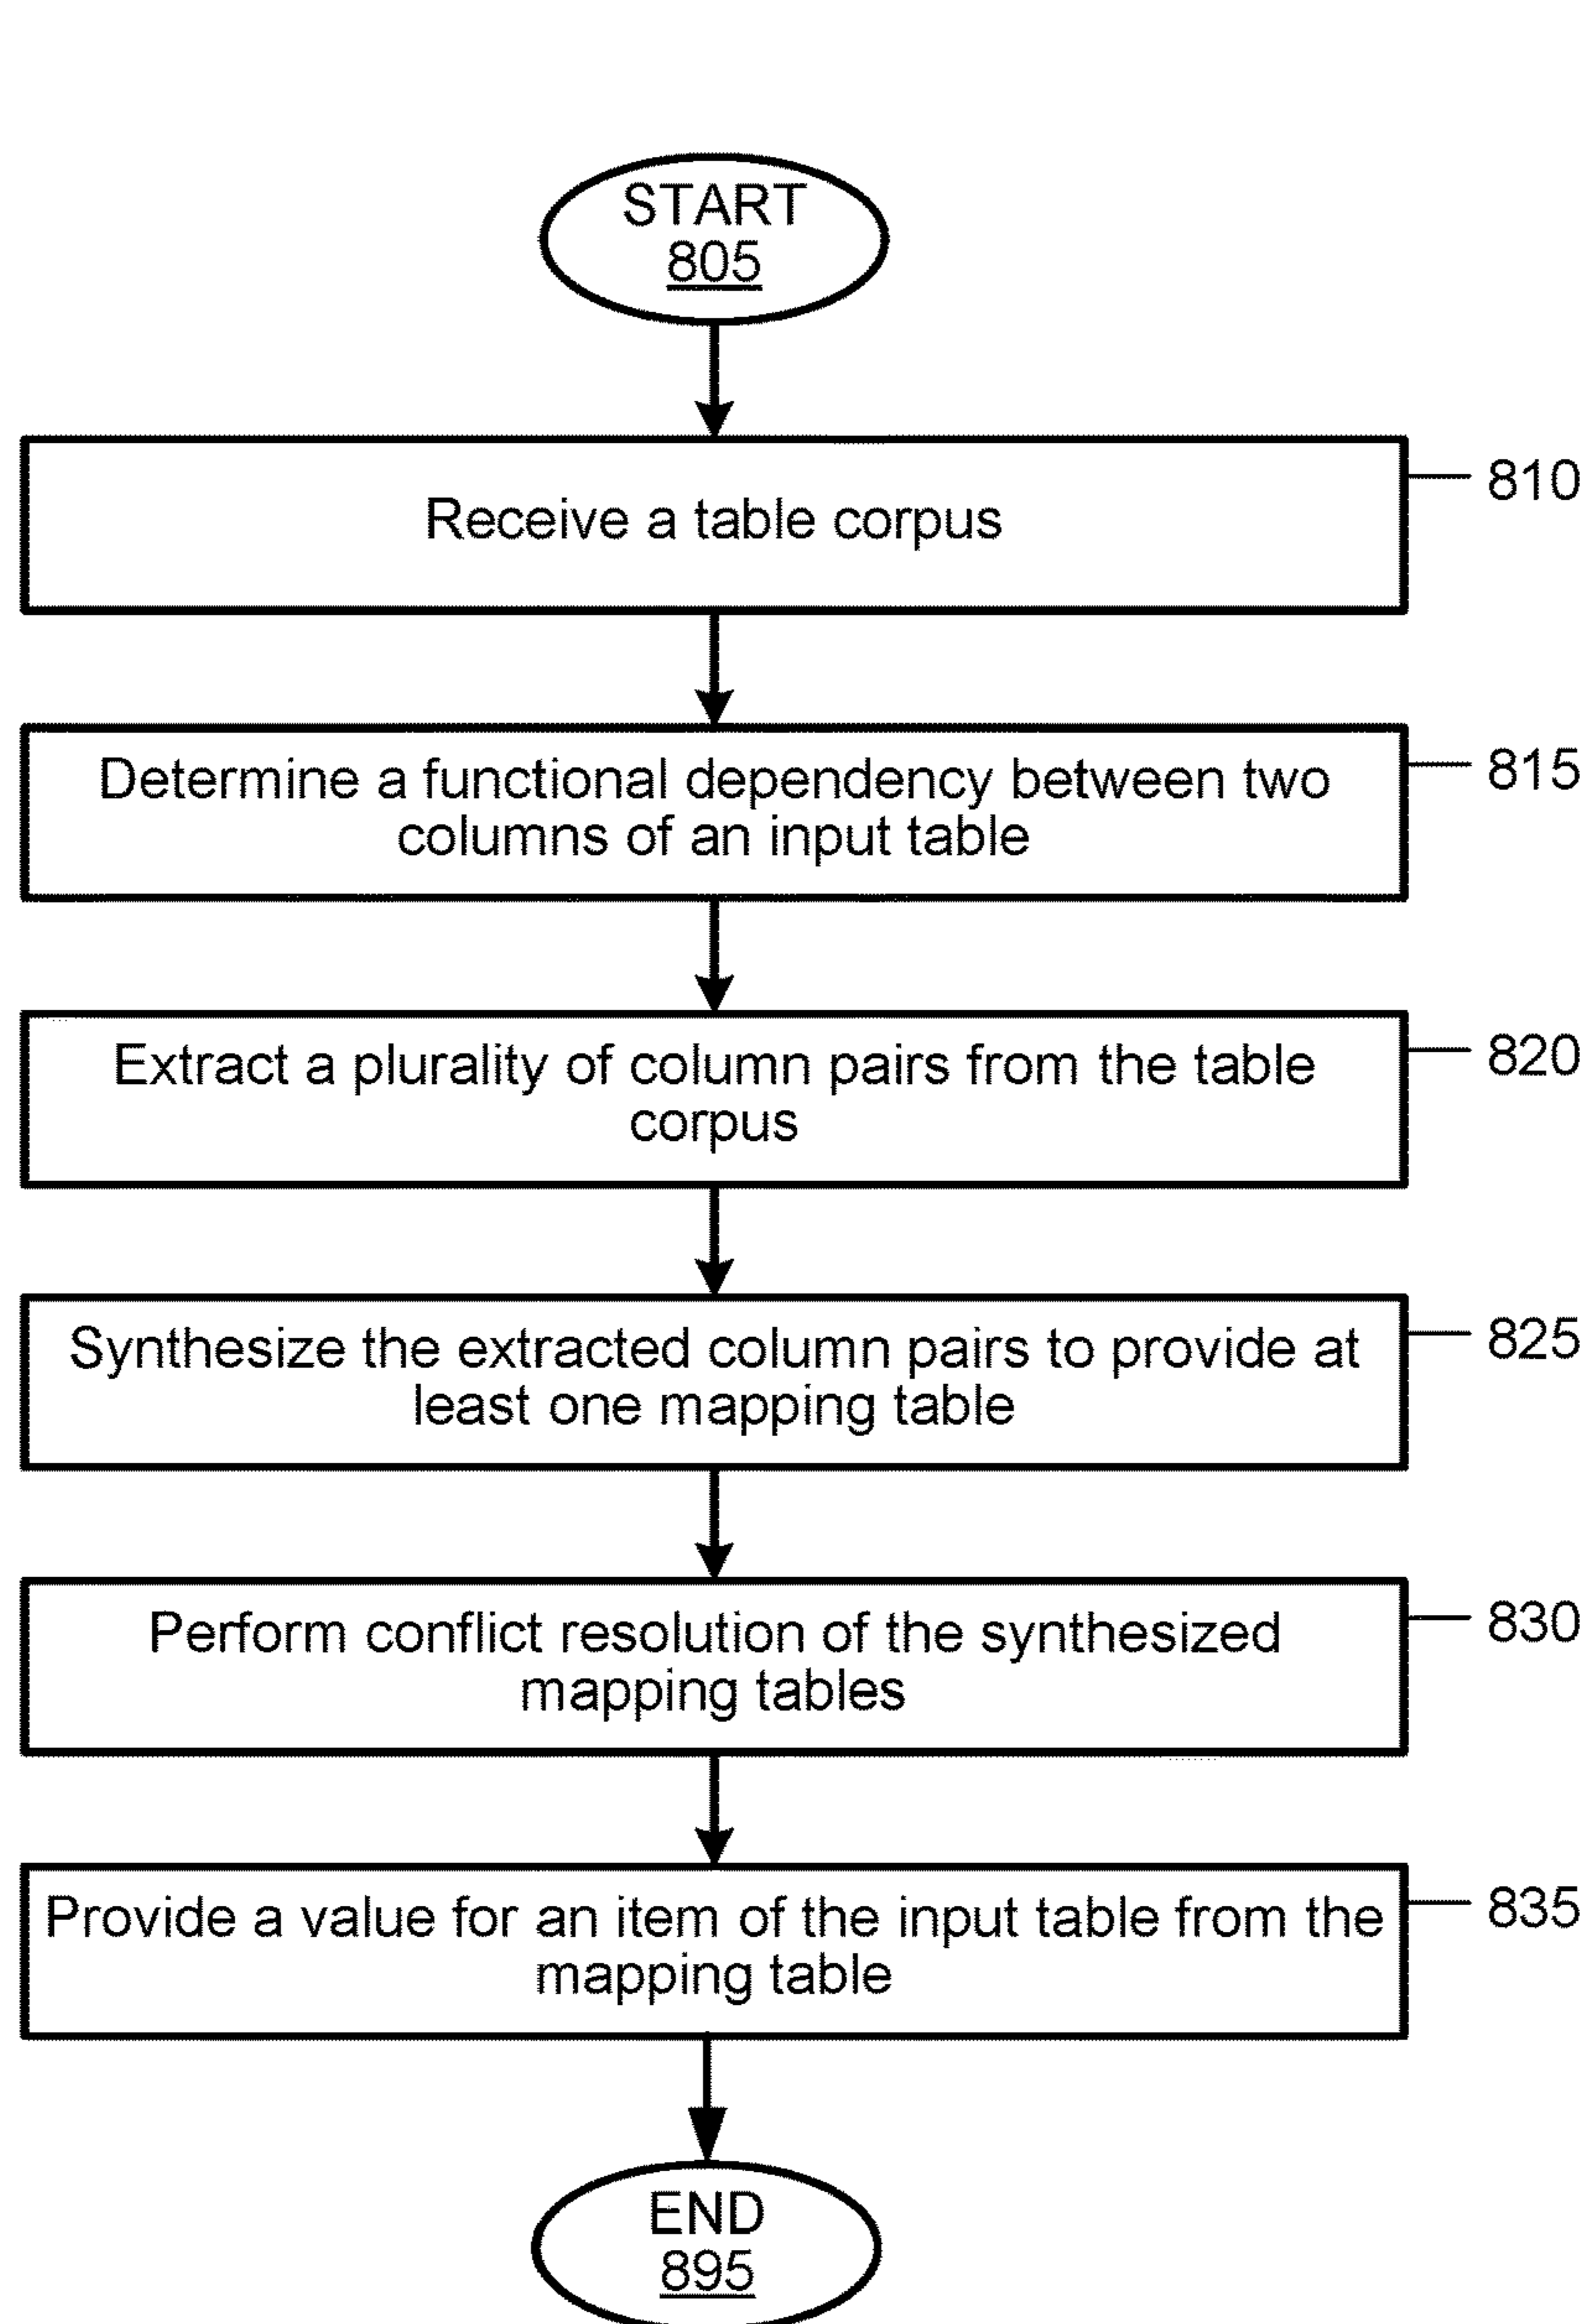 START
805
Receive a table corpus
810
Determine a functional dependency between two
columns of an input table
815
Extract a plurality of column pairs from the table
corpus
820
Synthesize the extracted column pairs to provide at
least one mapping table
825
Perform conflict resolution of the synthesized
mapping tables
830
Provide a value for an item of the input table from the
mapping table
835
END
895